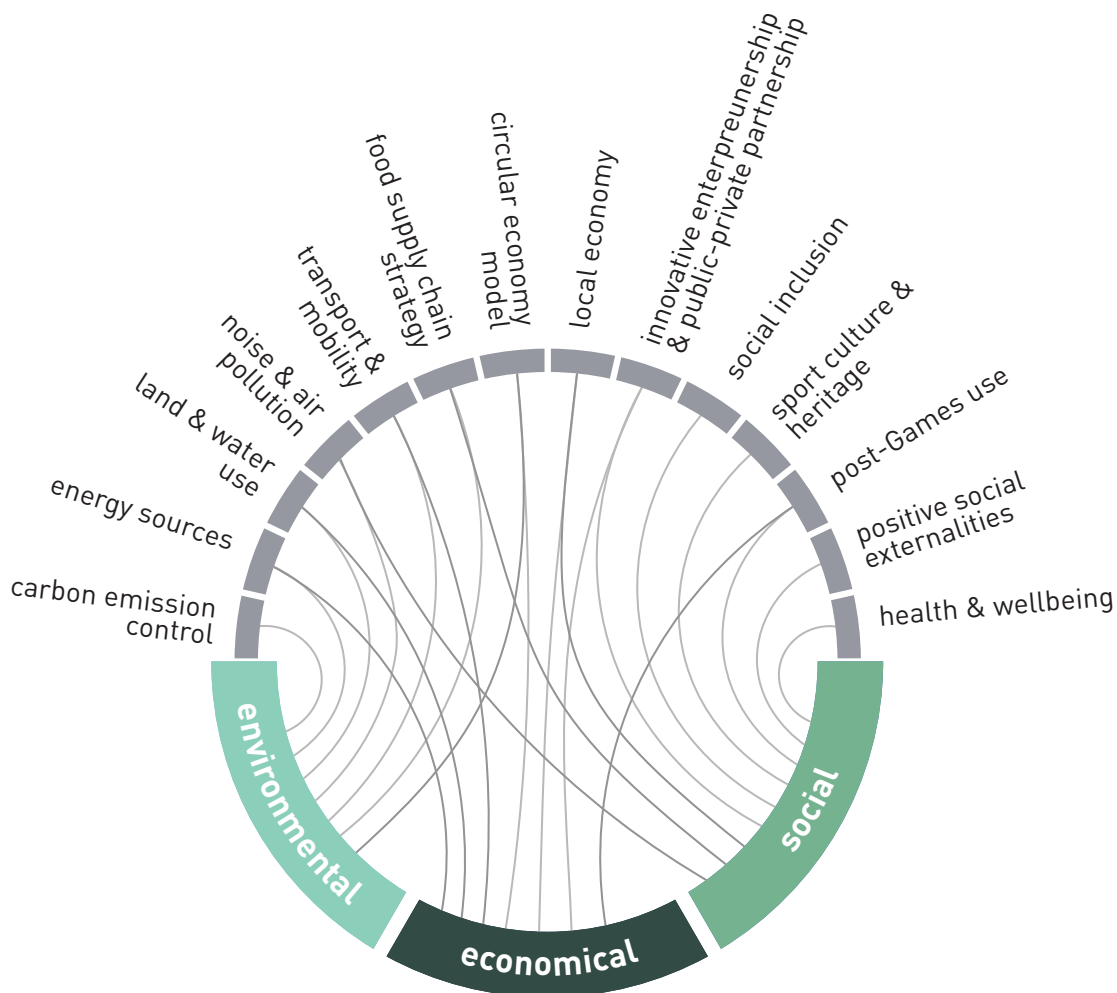 carbon emission
control
energy sources
land & water
use
noise & air
pollution
transport &
mobility
food supply chain
strategy
circular economy
model
local economy
innovative enterpreunership
& public-private partnership
social inclusion
sport culture &
heritage
post-Games use
positive social
externalities
health & wellbeing
environmental
economical
social